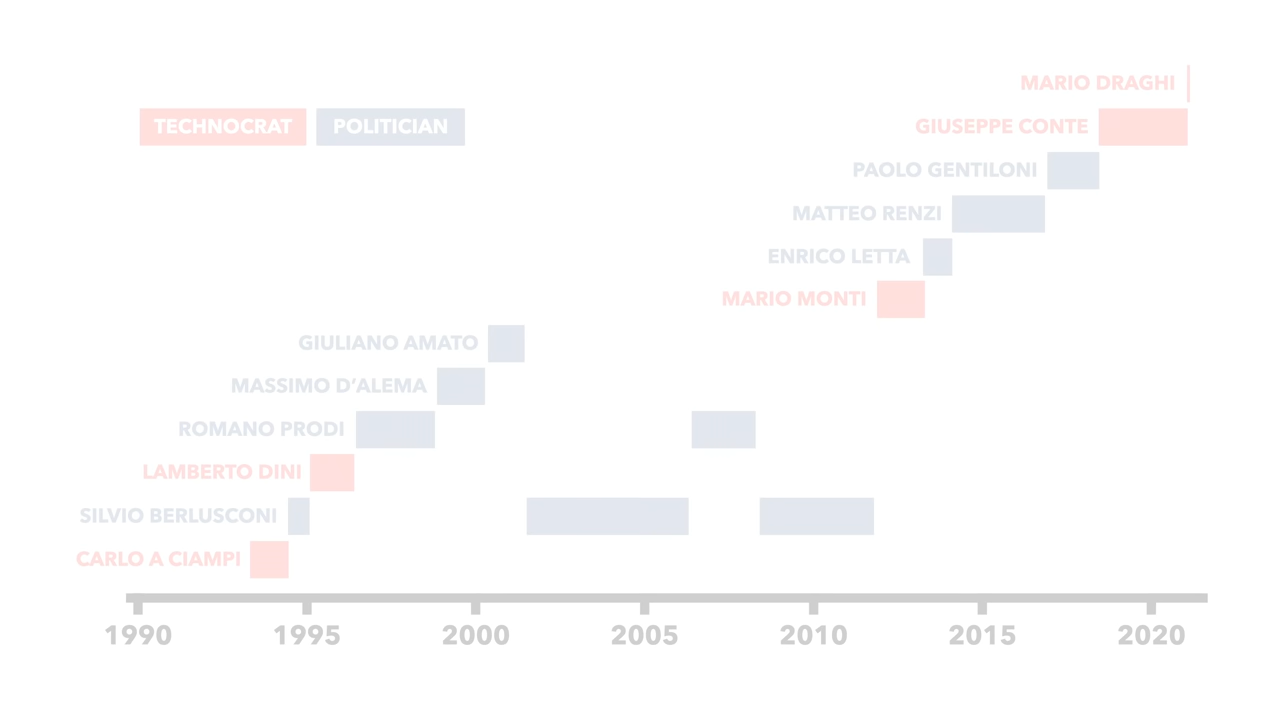 MARIO DRAGHI
TECHNOCRAT POLITICIAN
GIUSEPPE CONTE
PAOLO GENTILONI
MATTEO RENZI
ENRICO LETTA
MARIO MONTI
GIULIANO AMATO
MASSIMO D’ALEMA
ROMANO PRODI
LAMBERTO DINI
SILVIO BERLUSCONI
CARLO A CIAMPI
1990 1995 2000 2005 2010 2015 2020